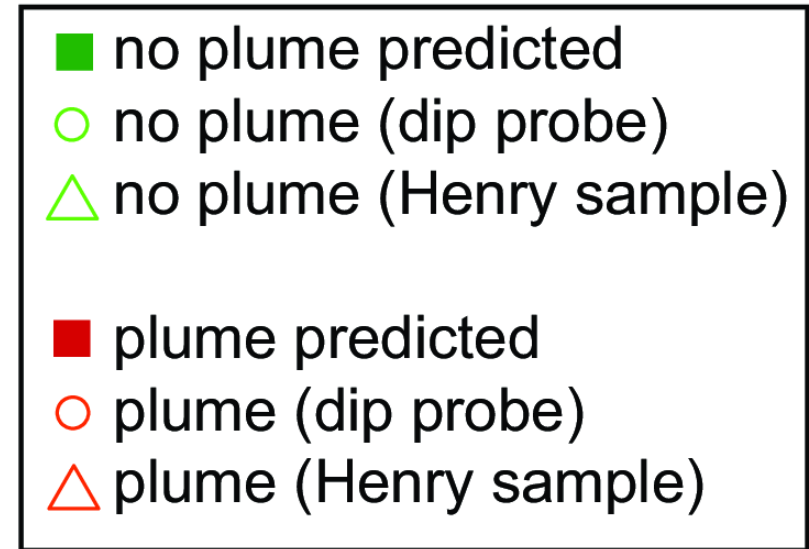 no plume predicted
no plume (dip probe)
no plume (Henry sample)
plume predicted
plume (dip probe)
plume (Henry sample)